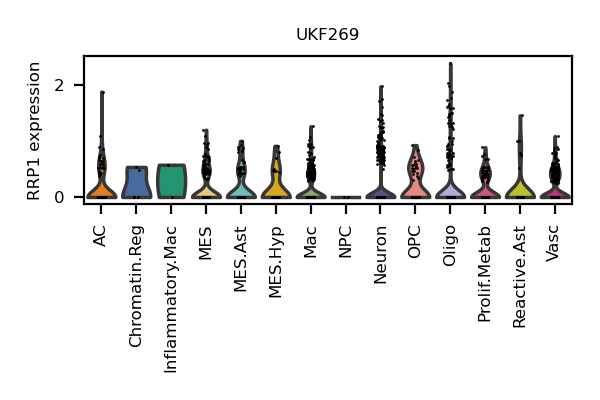 UKF269
RRP1 expression
2
0
AC
Chromatin.Reg
Inflammatory.Mac
MES
MES.Ast
MES.Hyp
Mac
NPC
Neuron
OPC
Oligo
Prolif.Metab
Reactive.Ast
Vasc